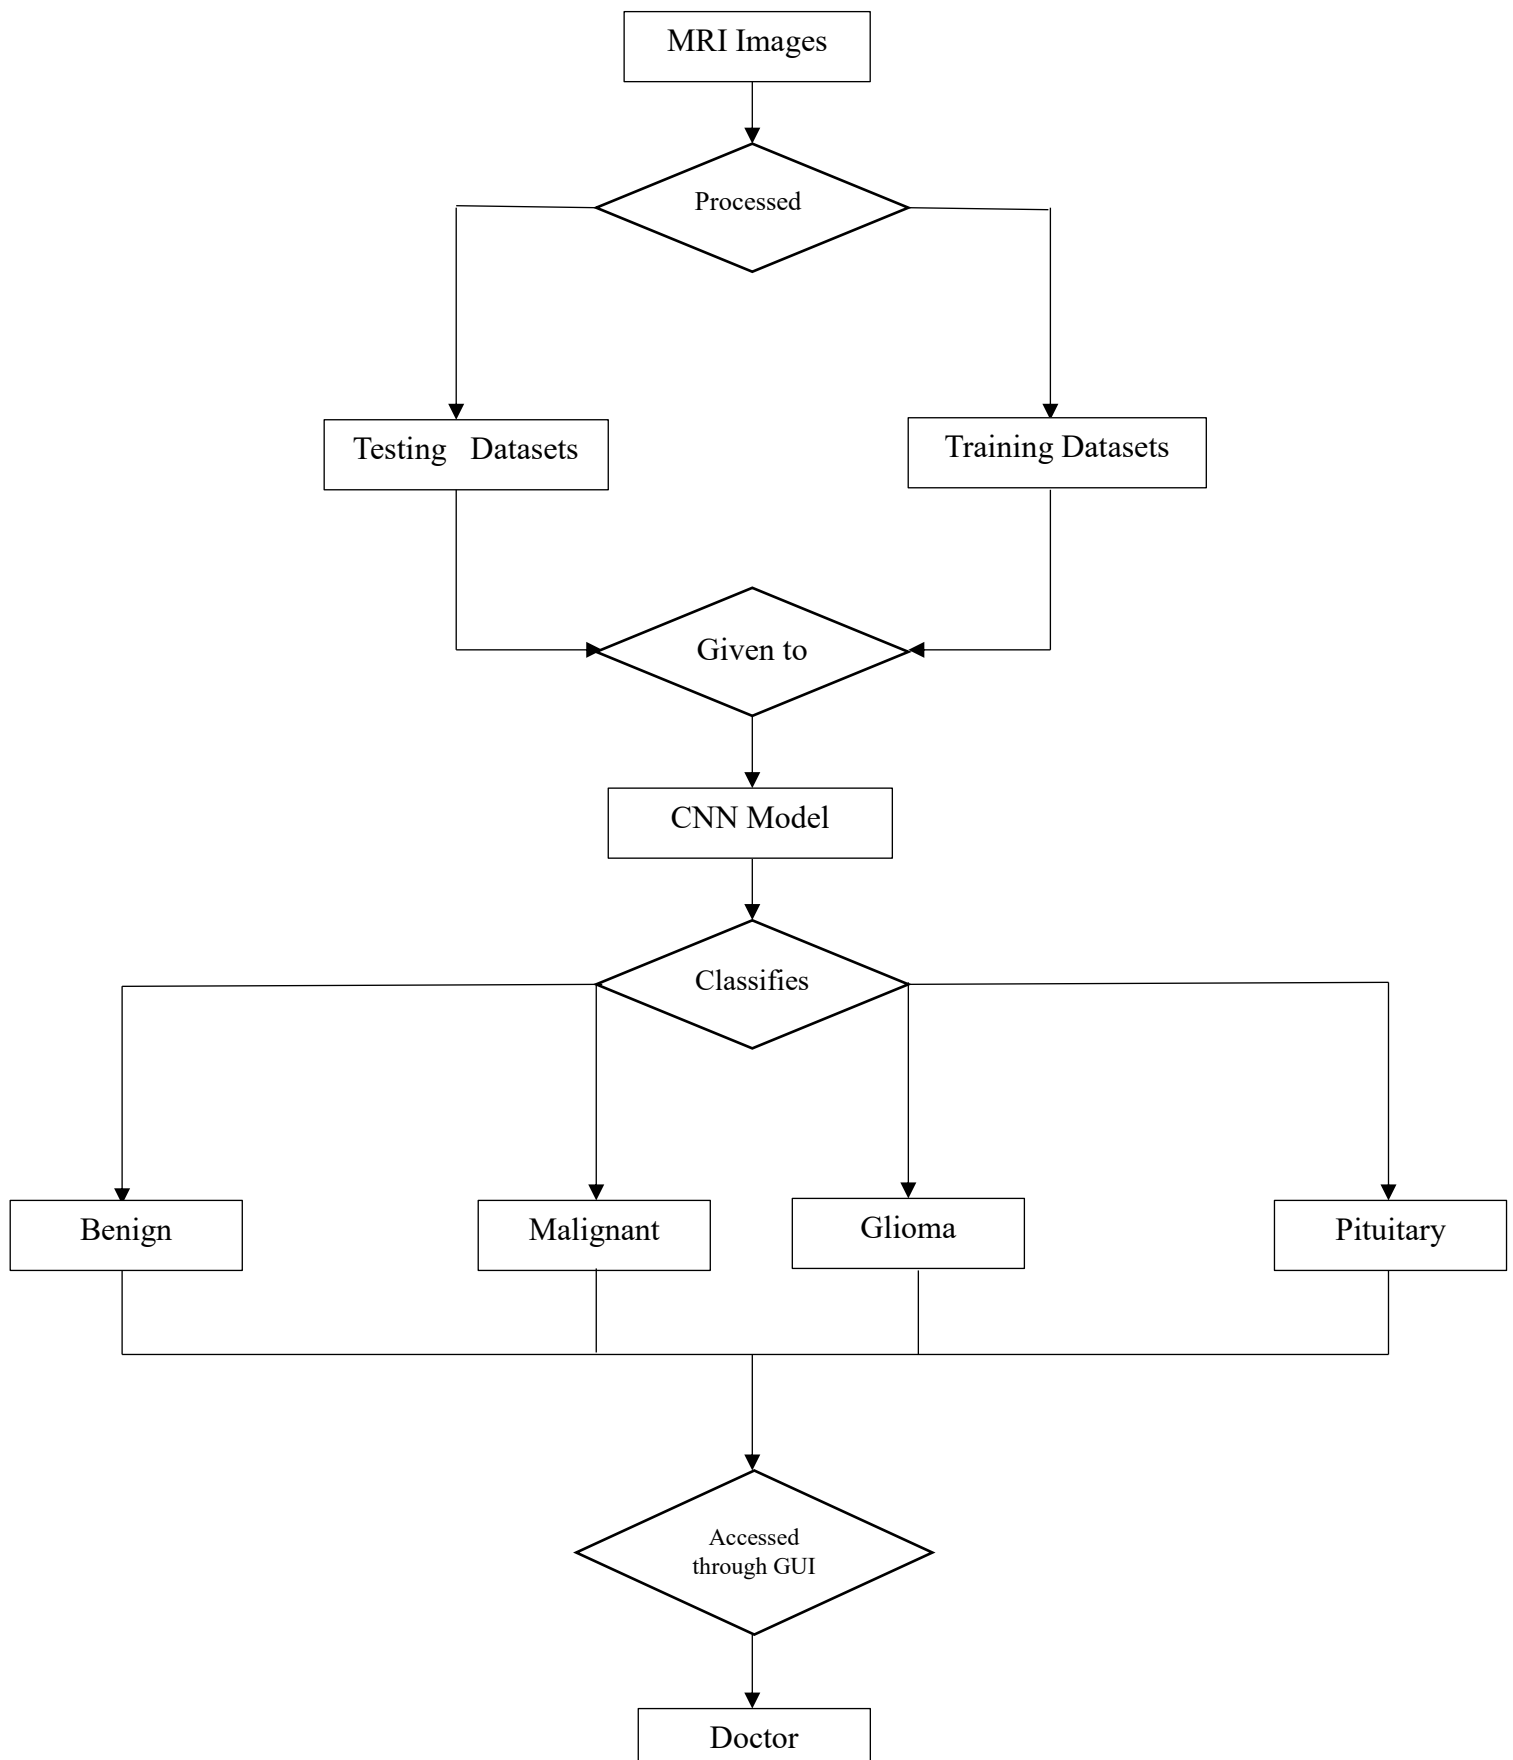 MRI Images
Processed
Testing   Datasets
Training Datasets
Given to
CNN Model
Classifies
Benign
Malignant
Glioma
Pituitary
Accessed
through GUI
Doctor